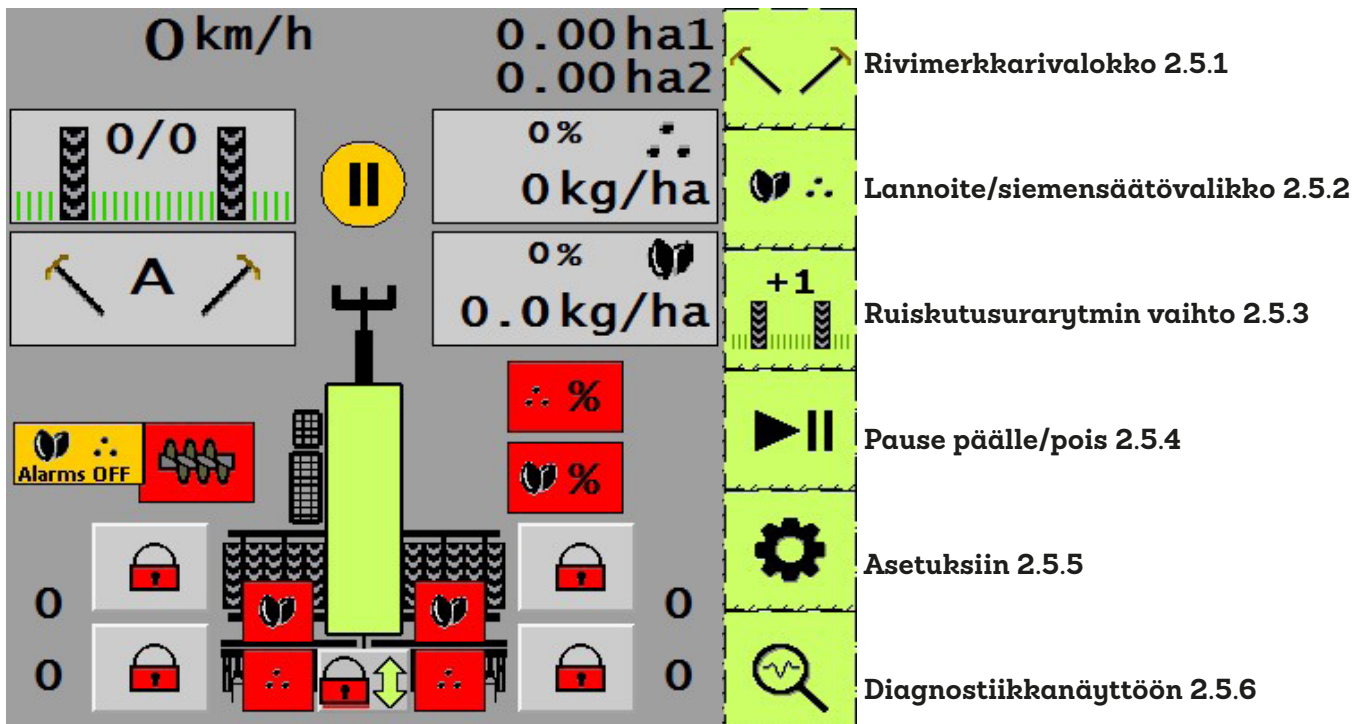 0 km/h
0.00 ha1
0.00 ha2
0/0
0%
0 kg/ha
A
0%
0.0 kg/ha
%
Alarms OFF
%
0
0
0
0
+1
Rivimerkkarivalokko 2.5.1
Lannoite/siemensäätövalikko 2.5.2
Ruiskutusurarytmin vaihto 2.5.3
Pause päälle/pois 2.5.4
Asetuksiin 2.5.5
Diagnostiikkanäyttöön 2.5.6